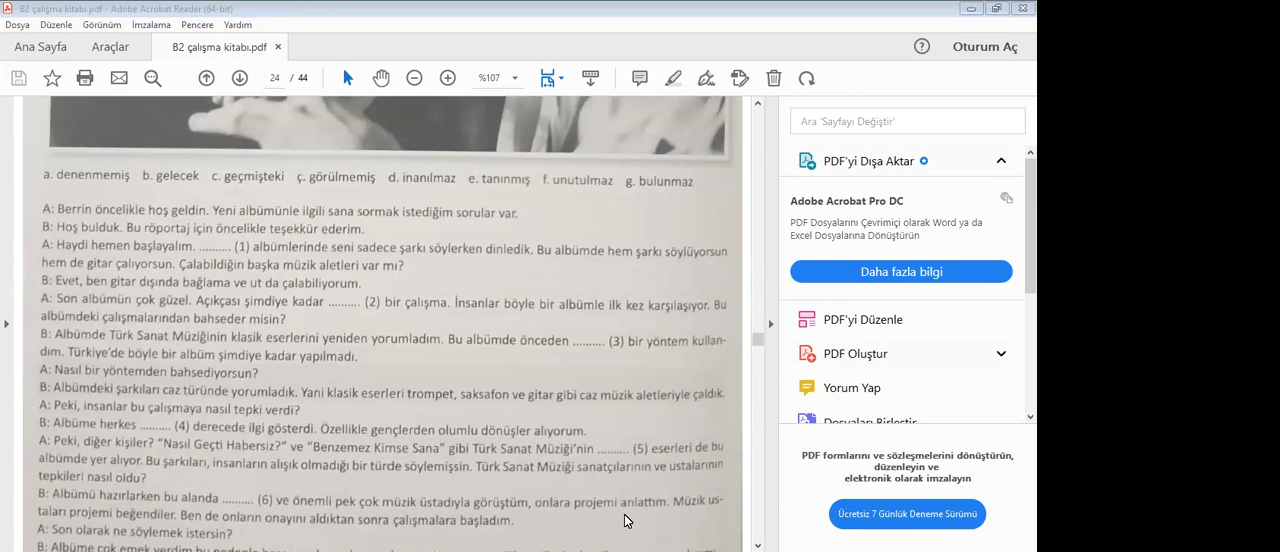 B2 çalışma kitabı.pdf - Adobe Acrobat Reader (64-bit)
Dosya Düzenle Görünüm İmzalama Pencere Yardım
Ana Sayfa Araçlar B2 çalışma kitabı.pdf × Oturum Aç
24 / 44 %107
Ara 'Sayfayı Değiştir'
PDF'yi Dışa Aktar
Adobe Acrobat Pro DC
PDF Dosyalarını Çevrimiçi olarak Word ya da
Excel Dosyalarına Dönüştürün
Daha fazla bilgi
PDF'yi Düzenle
PDF Oluştur
Yorum Yap
Dosyaları Birleştir
PDF formlarını ve sözleşmelerini dönüştürün,
düzenleyin ve
elektronik olarak imzalayın
Ücretsiz 7 Günlük Deneme Sürümü
a. denenmemiş b. gelecek c. geçmişteki ç. görülmemiş d. inanılmaz e. tanınmış f. unutulmaz g. bulunmaz
A: Berrin öncelikle hoş geldin. Yeni albümünle ilgili sana sormak istediğim sorular var.
B: Hoş bulduk. Bu röportaj için öncelikle teşekkür ederim.
A: Haydi hemen başlayalım. .......... (1) albümlerinde seni sadece şarkı söylerken dinledik. Bu albümde hem şarkı söylüyorsun
hem de gitar çalıyorsun. Çalabildiğin başka müzik aletleri var mı?
B: Evet, ben gitar dışında bağlama ve ut da çalabiliyorum.
A: Son albümün çok güzel. Açıkçası şimdiye kadar .......... (2) bir çalışma. İnsanlar böyle bir albümle ilk kez karşılaşıyor. Bu
albümdeki çalışmalarından bahseder misin?
B: Albümde Türk Sanat Müziğinin klasik eserlerini yeniden yorumladım. Bu albümde önceden .......... (3) bir yöntem kullan-
dım. Türkiye'de böyle bir albüm şimdiye kadar yapılmadı.
A: Nasıl bir yöntemden bahsediyorsun?
B: Albümdeki şarkıları caz türünde yorumladık. Yani klasik eserleri trompet, saksafon ve gitar gibi caz müzik aletleriyle çaldık.
A: Peki, insanlar bu çalışmaya nasıl tepki verdi?
B: Albüme herkes .......... (4) derecede ilgi gösterdi. Özellikle gençlerden olumlu dönüşler alıyorum.
A: Peki, diğer kişiler? "Nasıl Geçti Habersiz?" ve "Benzemez Kimse Sana" gibi Türk Sanat Müziği'nin .......... (5) eserleri de bu
albümde yer alıyor. Bu şarkıları, insanların alışık olmadığı bir türde söylemişsin. Türk Sanat Müziği sanatçılarının ve ustalarının
tepkileri nasıl oldu?
B: Albümü hazırlarken bu alanda .......... (6) ve önemli pek çok müzik üstadıyla görüştüm, onlara projemi anlattım. Müzik us-
taları projemi beğendiler. Ben de onların onayını aldıktan sonra çalışmalara başladım.
A: Son olarak ne söylemek istersin?
B: Albüme çok emek verdim bu nedenle